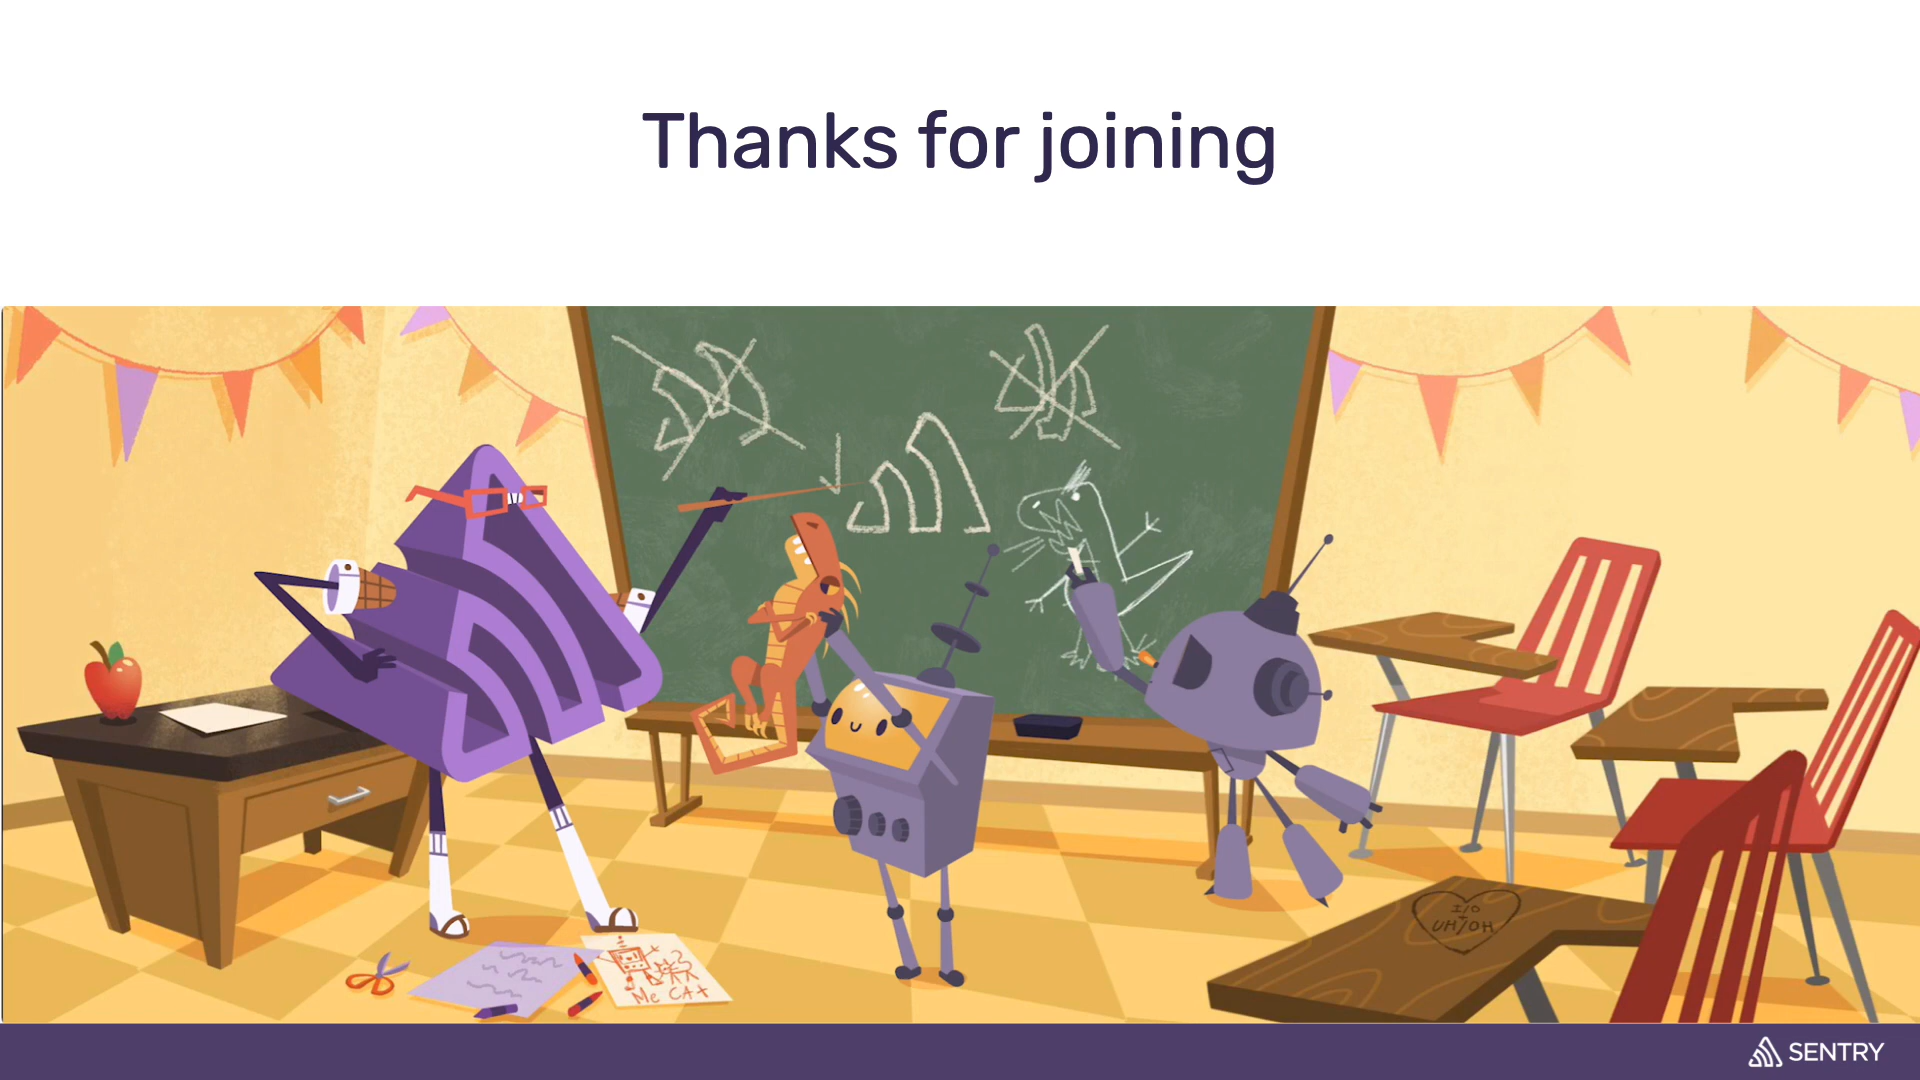 Thanks for joining
I/O
+
UH/OH
Me CAt
SENTRY